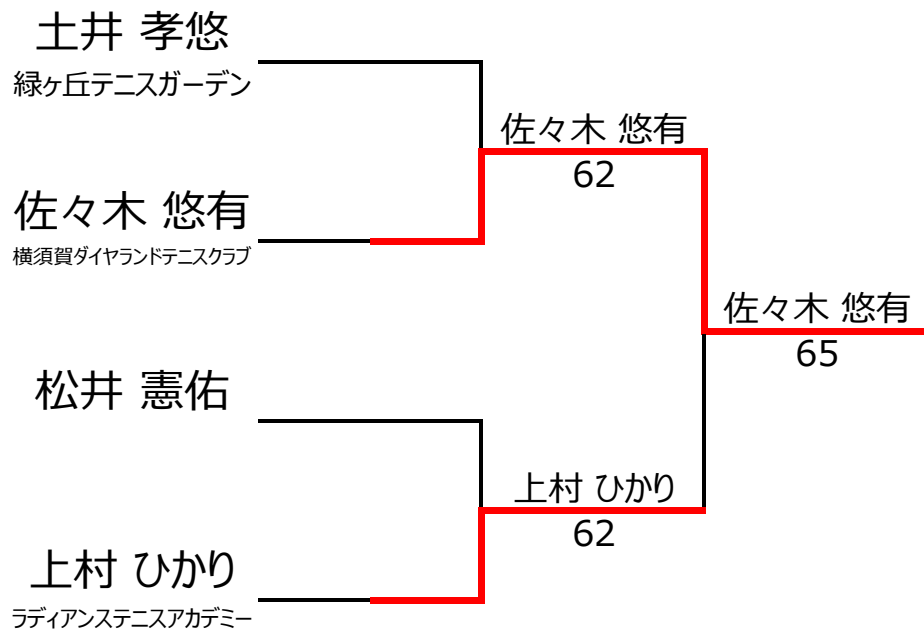 土井 孝悠
緑ヶ丘テニスガーデン
佐々木 悠有
62
佐々木 悠有
横須賀ダイヤランドテニスクラブ
佐々木 悠有
65
松井 憲佑
上村 ひかり
62
上村 ひかり
ラディアンステニスアカデミー